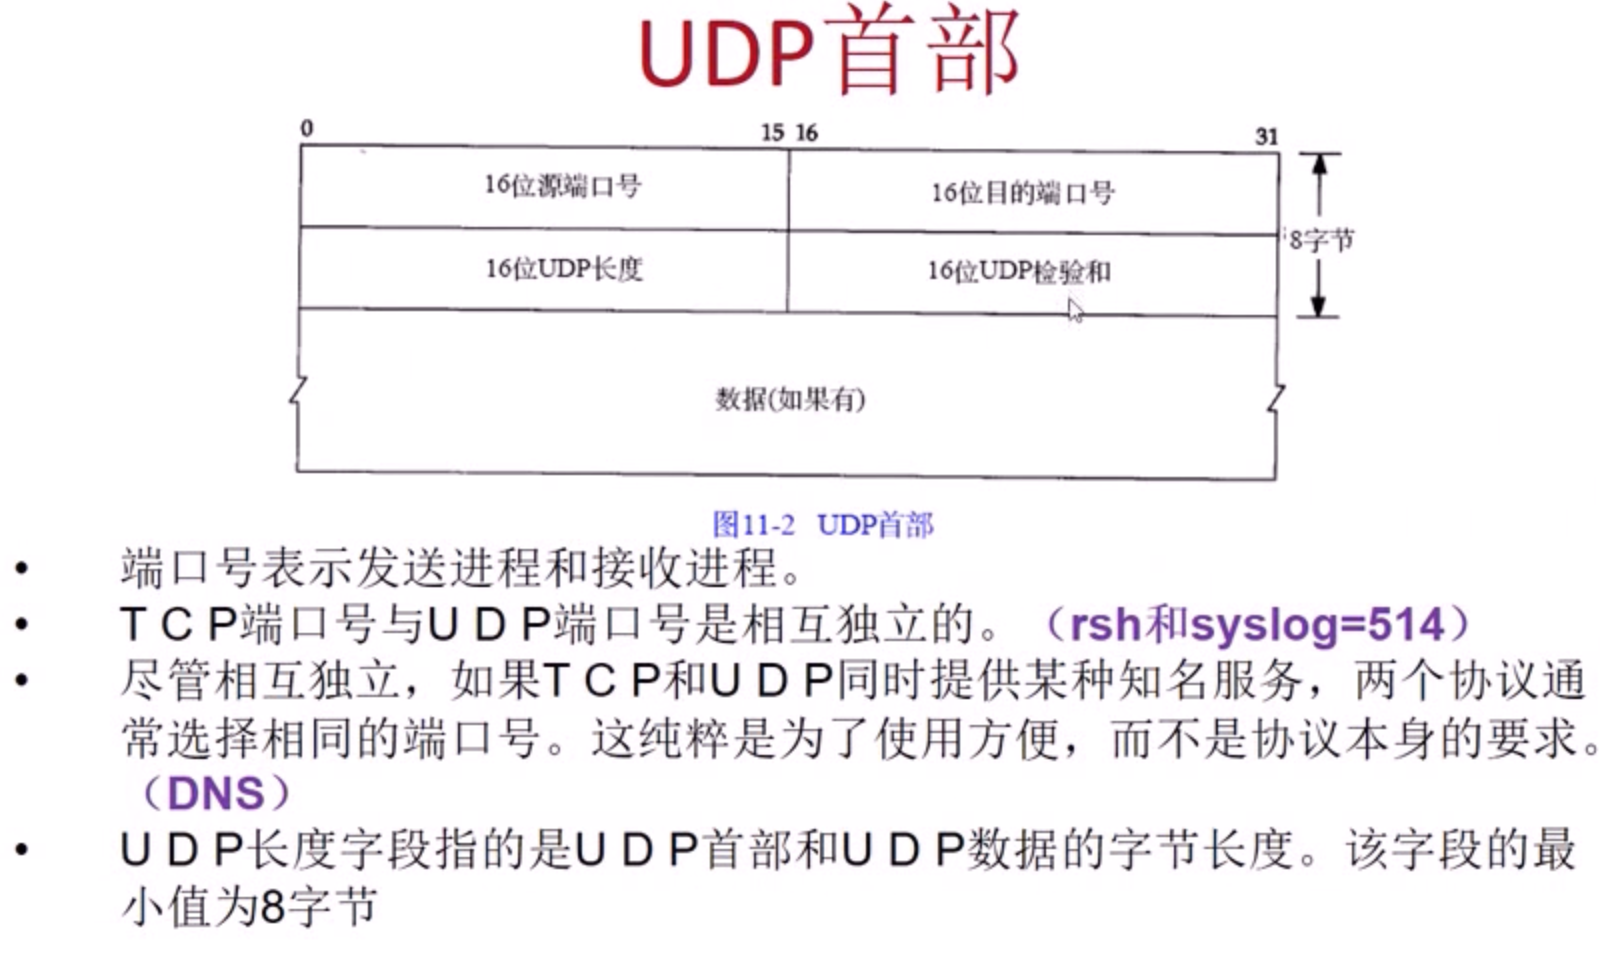 UDP首部
0 15 16 31
16位源端口号 16位目的端口号
8字节
16位UDP长度 16位UDP检验和
数据(如果有)
图11-2 UDP首部
• 端口号表示发送进程和接收进程。
• T C P端口号与U D P端口号是相互独立的。（rsh和syslog=514）
• 尽管相互独立，如果T C P和U D P同时提供某种知名服务，两个协议通
常选择相同的端口号。这纯粹是为了使用方便，而不是协议本身的要求。
（DNS）
• U D P长度字段指的是U D P首部和U D P数据的字节长度。该字段的最
小值为8字节